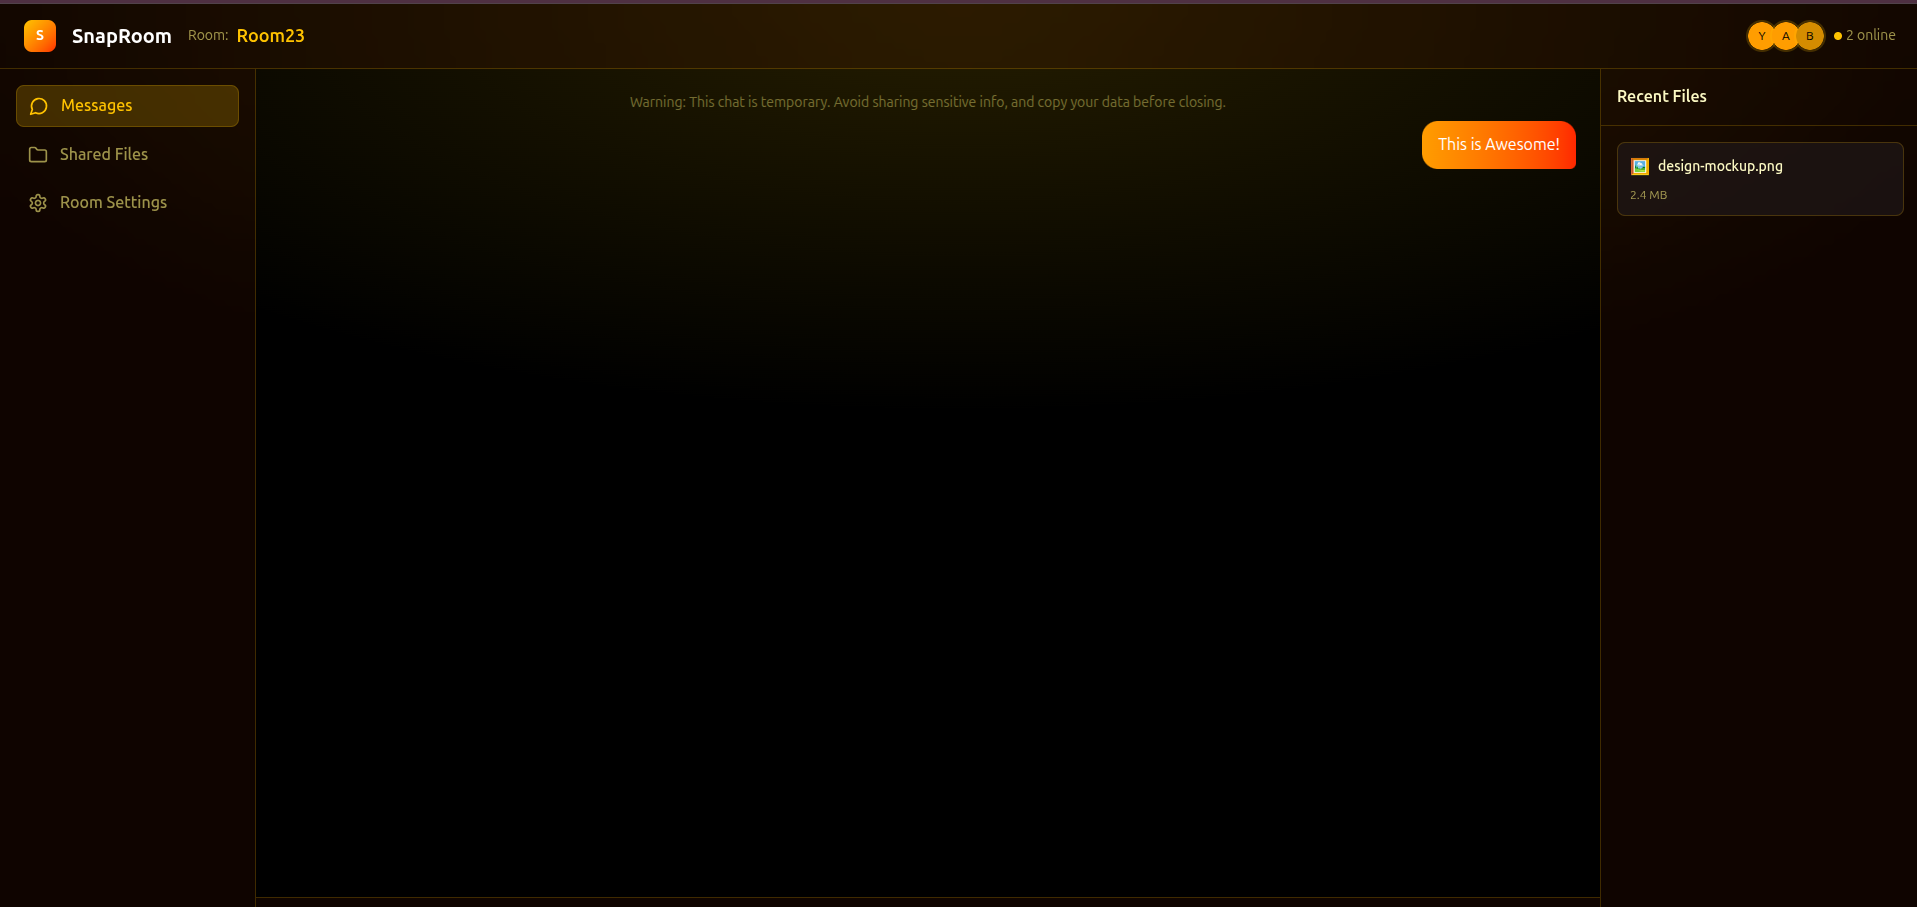 S SnapRoom Room: Room23
Y A B 2 online
Messages
Shared Files
Room Settings
Warning: This chat is temporary. Avoid sharing sensitive info, and copy your data before closing.
This is Awesome!
Recent Files
design-mockup.png
2.4 MB